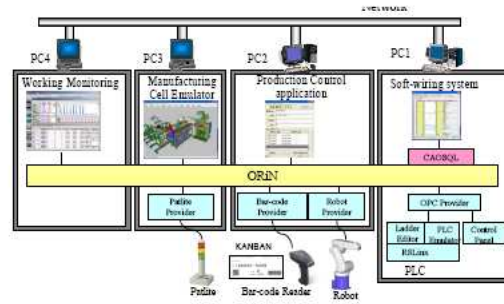 Network
PC4
PC3
PC2
PC1
Working Monitoring
Manufacturing
Cell Emulator
Production Control
application
Soft-wiring system
CAOSQL
ORiN
Patlite
Provider
Bar-code
Provider
Robot
Provider
OPC Provider
Ladder
Editor
PLC
Emulator
Control
Panel
RSLinx
PLC
KANBAN
Patlite
Bar-code Reader
Robot